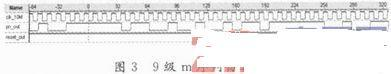 Name -64 -32 0 32 64 96 128 160 192 224 256 288 320
clk_10M
pn_out
reset_out
图 3 9 级 m